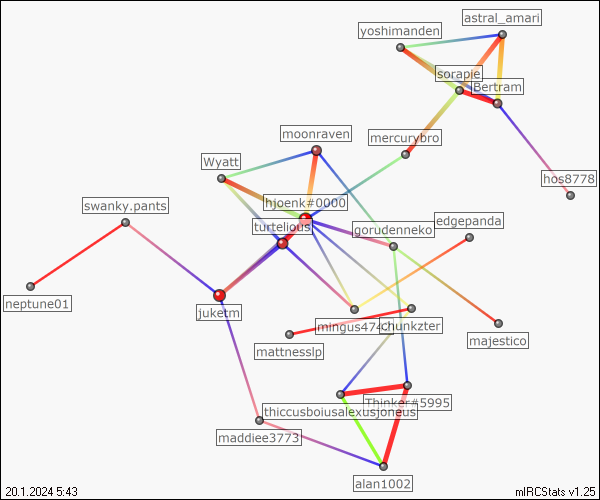 astral_amari
yoshimanden
sorapie
Bertram
moonraven
mercurybro
Wyatt
hos8778
swanky.pants
hjoenk#0000
edgepanda
turtelious
gorudenneko
neptune01
juketm
mingus474
chunkzter
majestico
mattnesslp
Thinker#5995
thiccusboiusalexusjoneus
maddiee3773
alan1002
20.1.2024 5:43
mIRCStats v1.25